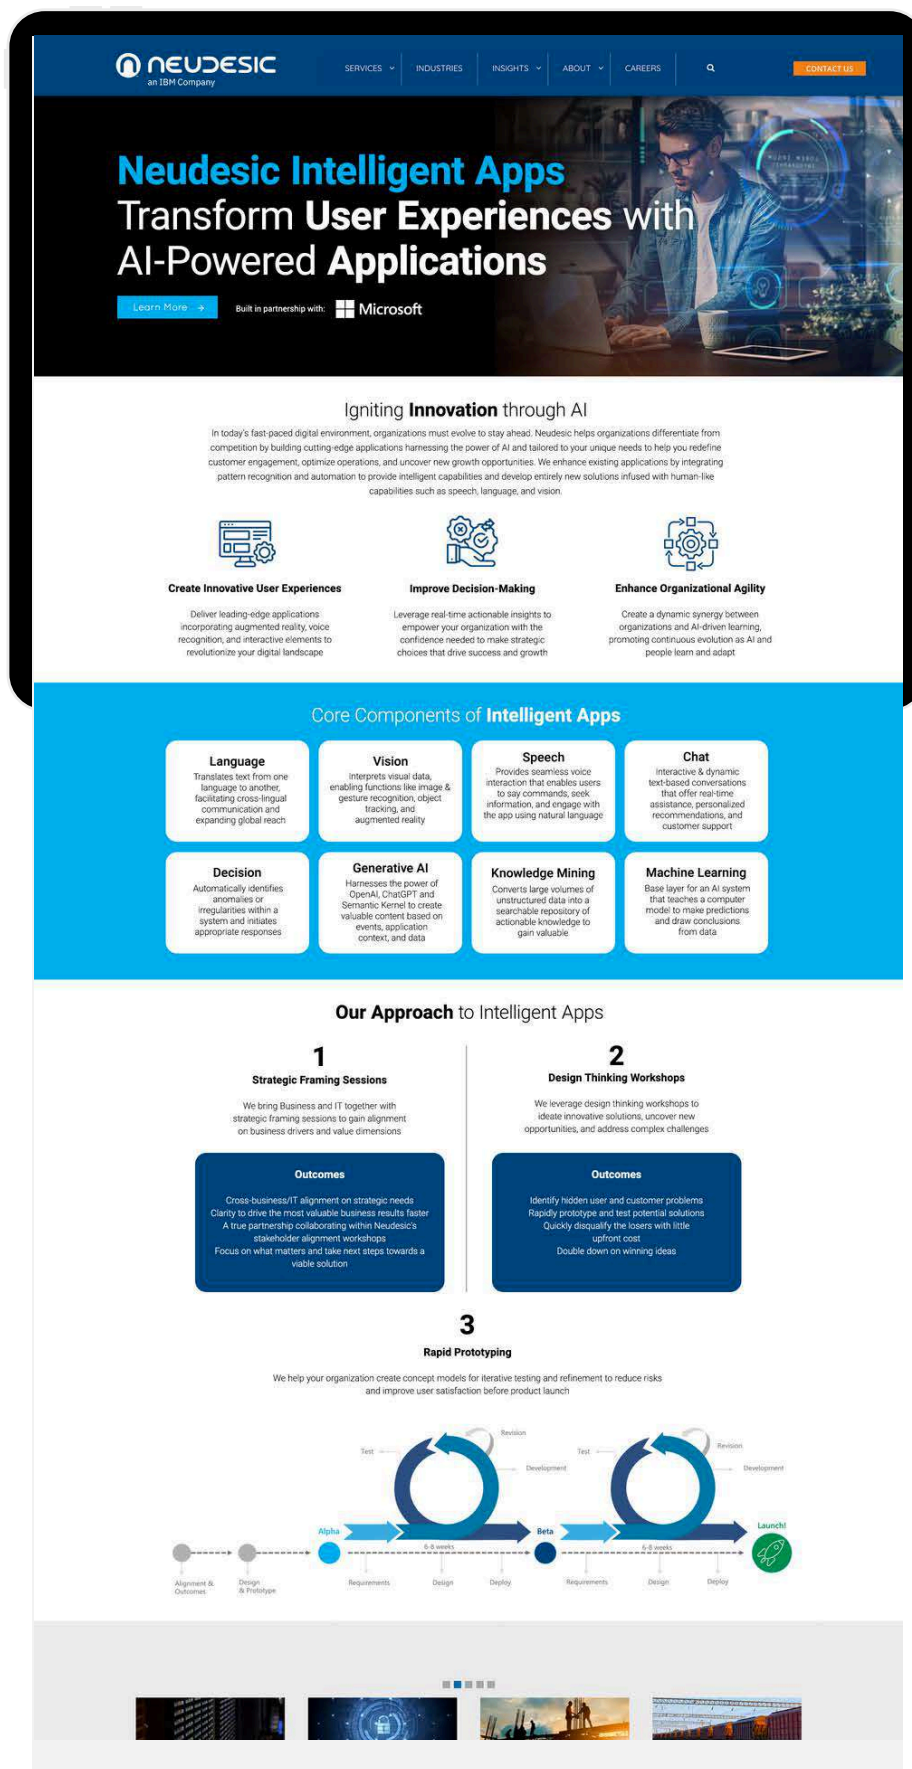 NEUDESIC
an IBM Company
SERVICES
INDUSTRIES
INSIGHTS
ABOUT
CAREERS
CONTACT US
Neudesic Intelligent Apps
Transform User Experiences with
AI-Powered Applications
Learn More
Built in partnership with:
Microsoft
Igniting Innovation through AI
In today's fast-paced digital environment, organizations must evolve to stay ahead. Neudesic helps organizations differentiate from
competition by building cutting-edge applications harnessing the power of AI and tailored to your unique needs to help you redefine
customer engagement, optimize operations, and uncover new growth opportunities. We enhance existing applications by integrating
pattern recognition and automation to provide intelligent capabilities and develop entirely new solutions infused with human-like
capabilities such as speech, language, and vision.
Create Innovative User Experiences
Deliver leading-edge applications
incorporating augmented reality, voice
recognition, and interactive elements to
revolutionize your digital landscape
Improve Decision-Making
Leverage real-time actionable insights to
empower your organization with the
confidence needed to make strategic
choices that drive success and growth
Enhance Organizational Agility
Create a dynamic synergy between
organizations and AI-driven learning,
promoting continuous evolution as AI and
people learn and adapt
Core Components of Intelligent Apps
Language
Translates text from one
language to another,
facilitating cross-lingual
communication and
expanding global reach
Vision
Interprets visual data,
enabling functions like image &
gesture recognition, object
tracking, and
augmented reality
Speech
Provides seamless voice
interaction that enables users
to say commands, seek
information, and engage with
the app using natural language
Chat
Interactive & dynamic
text-based conversations
that offer real-time
assistance, personalized
recommendations, and
customer support
Decision
Automatically identifies
anomalies or
irregularities within a
system and initiates
appropriate responses
Generative AI
Harnesses the power of
OpenAI, ChatGPT and
Semantic Kernel to create
valuable content based on
events, application
context, and data
Knowledge Mining
Converts large volumes of
unstructured data into a
searchable repository of
actionable knowledge to
gain valuable
Machine Learning
Base layer for an AI system
that teaches a computer
model to make predictions
and draw conclusions
from data
Our Approach to Intelligent Apps
1
Strategic Framing Sessions
We bring Business and IT together with
strategic framing sessions to gain alignment
on business drivers and value dimensions
Outcomes
Cross-business/IT alignment on strategic needs
Clarity to drive the most valuable business results faster
A true partnership collaborating within Neudesic's
stakeholder alignment workshops
Focus on what matters and take next steps towards a
viable solution
2
Design Thinking Workshops
We leverage design thinking workshops to
ideate innovative solutions, uncover new
opportunities, and address complex challenges
Outcomes
Identify hidden user and customer problems
Rapidly prototype and test potential solutions
Quickly disqualify the losers with little
upfront cost
Double down on winning ideas
3
Rapid Prototyping
We help your organization create concept models for iterative testing and refinement to reduce risks
and improve user satisfaction before product launch
Revision
Test
Development
Revision
Test
Development
Alpha
Beta
Launch!
6-8 weeks
6-8 weeks
Alignment &
Outcomes
Design
& Prototype
Requirements
Design
Deploy
Requirements
Design
Deploy